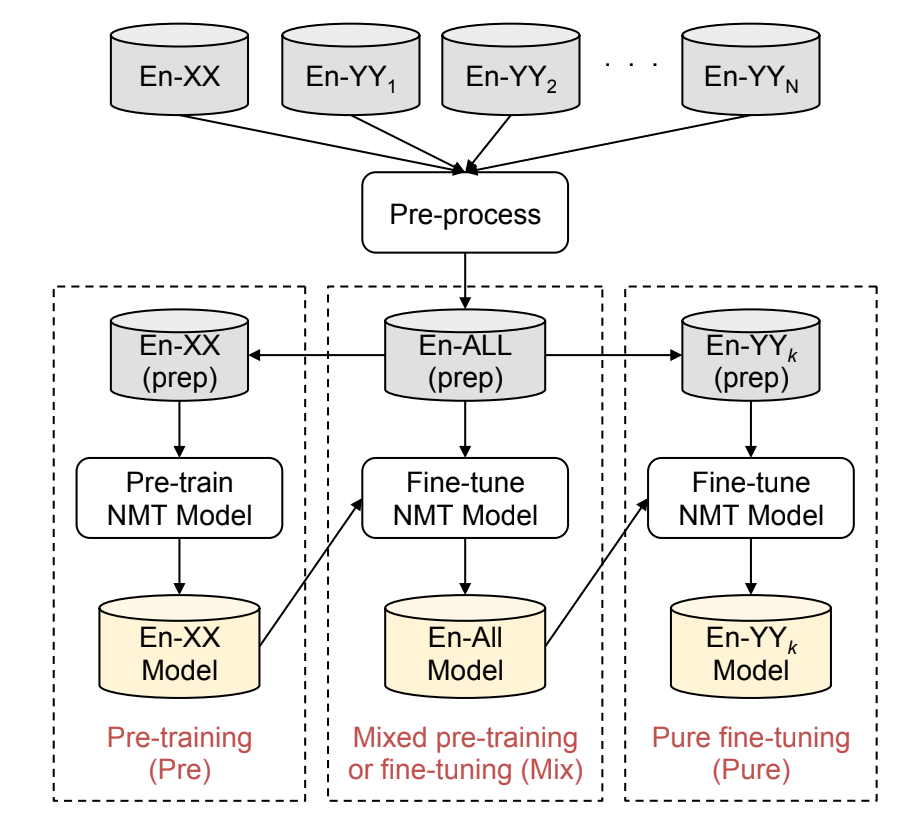 En-XX
En-YY1
En-YY2
. . .
En-YYN
Pre-process
En-XX
(prep)
En-ALL
(prep)
En-YYk
(prep)
Pre-train
NMT Model
Fine-tune
NMT Model
Fine-tune
NMT Model
En-XX
Model
En-All
Model
En-YYk
Model
Pre-training
(Pre)
Mixed pre-training
or fine-tuning (Mix)
Pure fine-tuning
(Pure)